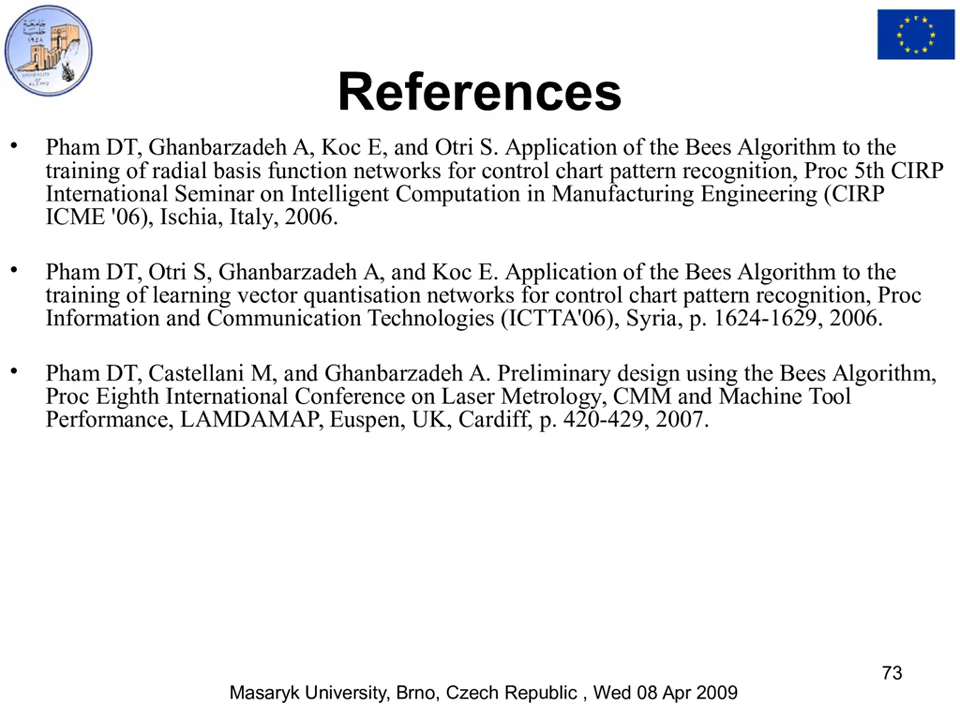 جامعة
حلب
UNIVERSITY
OF
ALEPPO
References
• Pham DT, Ghanbarzadeh A, Koc E, and Otri S. Application of the Bees Algorithm to the
training of radial basis function networks for control chart pattern recognition, Proc 5th CIRP
International Seminar on Intelligent Computation in Manufacturing Engineering (CIRP
ICME '06), Ischia, Italy, 2006.
• Pham DT, Otri S, Ghanbarzadeh A, and Koc E. Application of the Bees Algorithm to the
training of learning vector quantisation networks for control chart pattern recognition, Proc
Information and Communication Technologies (ICTTA'06), Syria, p. 1624-1629, 2006.
• Pham DT, Castellani M, and Ghanbarzadeh A. Preliminary design using the Bees Algorithm,
Proc Eighth International Conference on Laser Metrology, CMM and Machine Tool
Performance, LAMDAMAP, Euspen, UK, Cardiff, p. 420-429, 2007.
73
Masaryk University, Brno, Czech Republic , Wed 08 Apr 2009